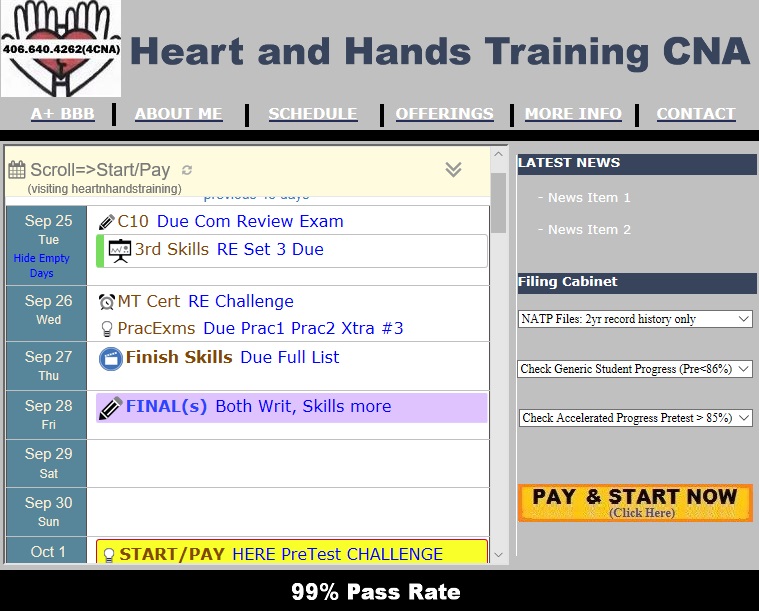 406.640.4262(4CNA)
Heart and Hands Training CNA
A+ BBB
ABOUT ME
SCHEDULE
OFFERINGS
MORE INFO
CONTACT
Scroll=>Start/Pay
(visiting heartnhandstraining)
Sep 25
Tue
Hide Empty
Days
C10 Due Com Review Exam
3rd Skills RE Set 3 Due
Sep 26
Wed
MT Cert RE Challenge
PracExms Due Prac1 Prac2 Xtra #3
Sep 27
Thu
Finish Skills Due Full List
Sep 28
Fri
FINAL(s) Both Writ, Skills more
Sep 29
Sat
Sep 30
Sun
Oct 1
START/PAY HERE PreTest CHALLENGE
LATEST NEWS
- News Item 1
- News Item 2
Filing Cabinet
NATP Files: 2yr record history only
Check Generic Student Progress (Pre<86%)
Check Accelerated Progress Pretest > 85%)
PAY & START NOW
(Click Here)
99% Pass Rate